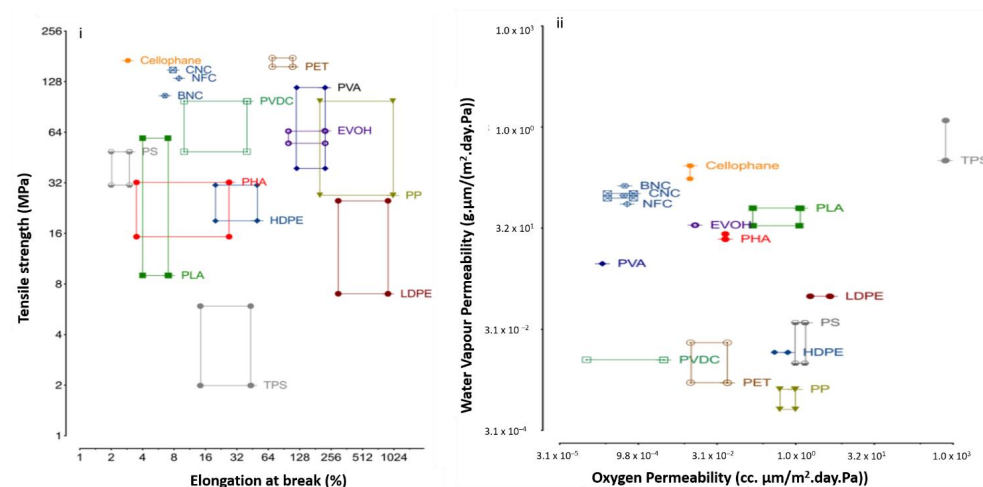 i
256
128
64
32
16
8
4
2
1
Tensile strength (MPa)
Cellophane
CNC
NFC
BNC
PET
PVDC
PVA
EVOH
PS
PHA
HDPE
PP
PLA
LDPE
TPS
1 2 4 8 16 32 64 128 256 512 1024
Elongation at break (%)
ii
1.0 x 10³
1.0 x 10⁰
3.2 x 10¹
3.1 x 10⁻²
3.1 x 10⁻⁴
Water Vapour Permeability (g.µm/(m².day.Pa))
TPS
Cellophane
BNC
CNC
NFC
PLA
EVOH
PHA
PVA
LDPE
PS
HDPE
PVDC
PET
PP
3.1 x 10⁻⁵ 9.8 x 10⁻⁴ 3.1 x 10⁻² 1.0 x 10⁰ 3.2 x 10¹ 1.0 x 10³
Oxygen Permeability (cc. µm/m².day.Pa))